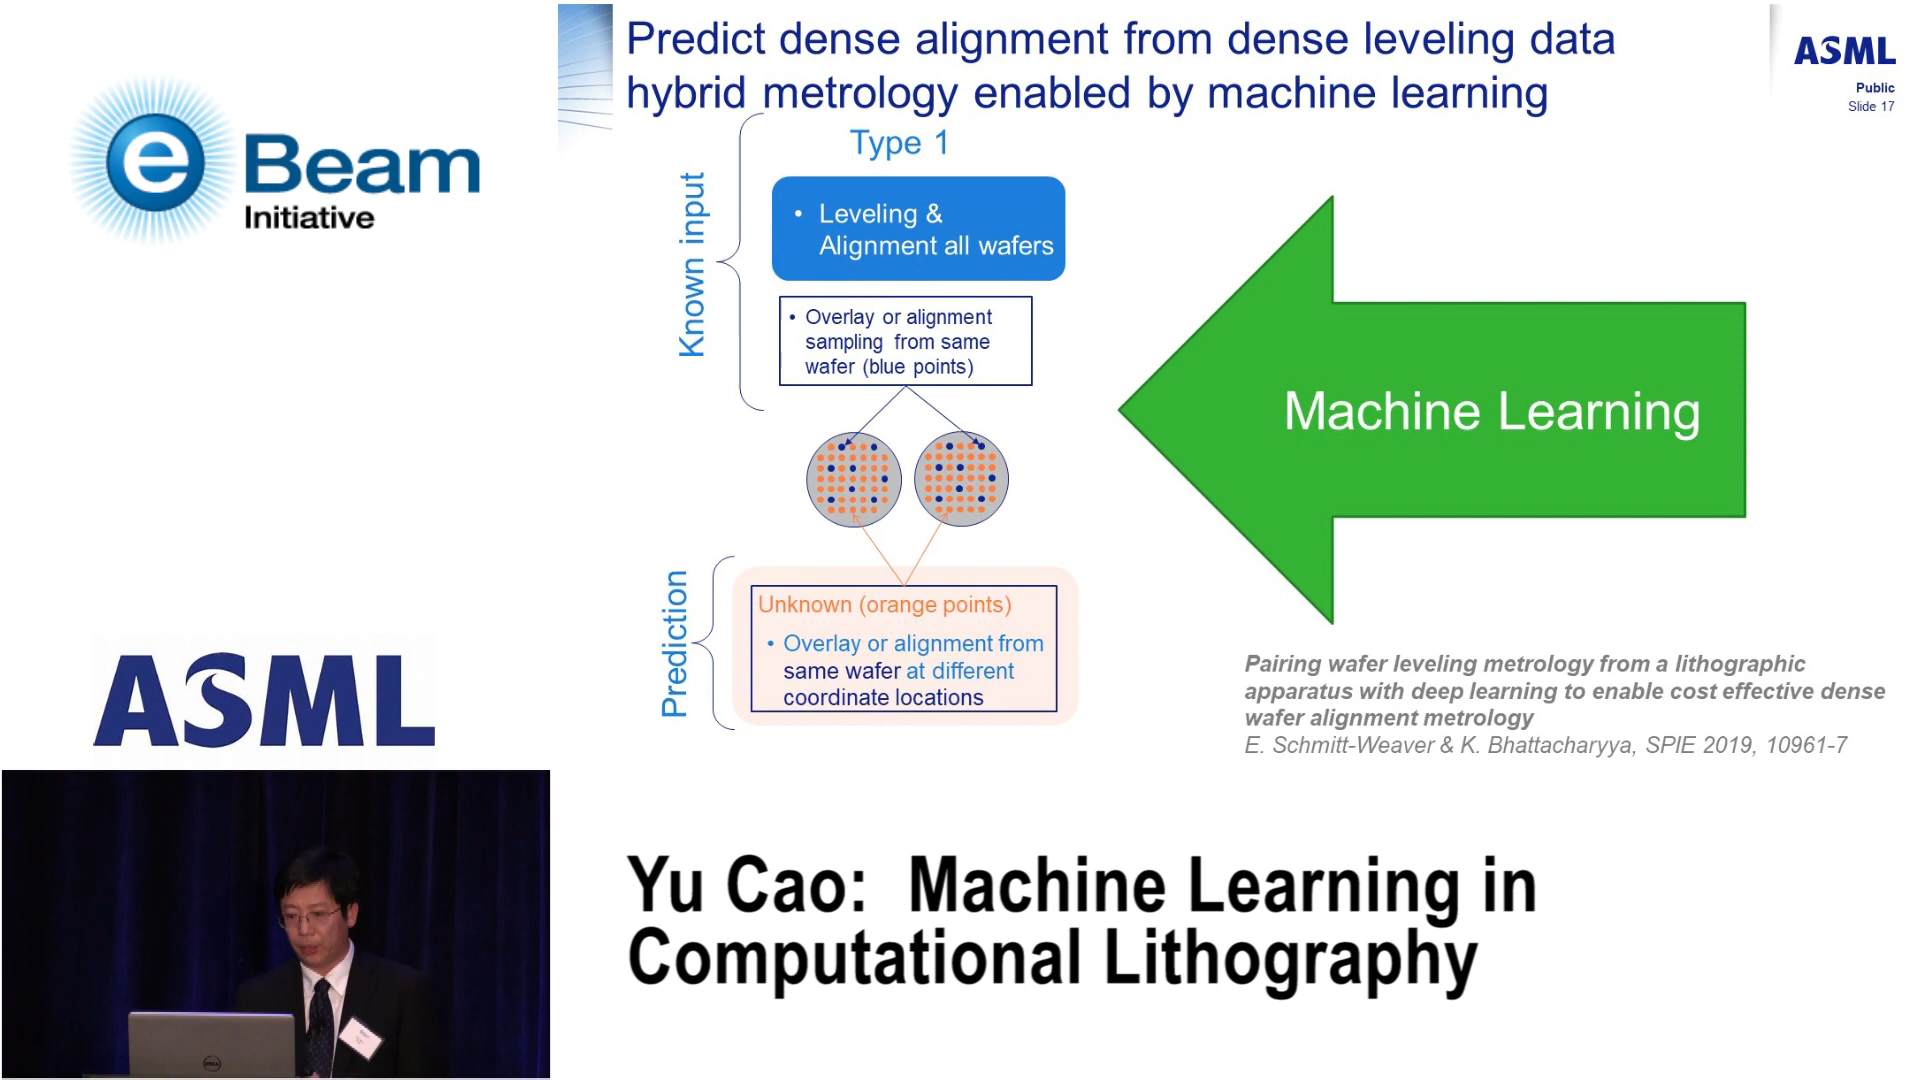 e Beam
Initiative
ASML
Predict dense alignment from dense leveling data
hybrid metrology enabled by machine learning
ASML
Public
Slide 17
Known input
Type 1
• Leveling &
Alignment all wafers
• Overlay or alignment
sampling from same
wafer (blue points)
Machine Learning
Prediction
Unknown (orange points)
• Overlay or alignment from
same wafer at different
coordinate locations
Pairing wafer leveling metrology from a lithographic
apparatus with deep learning to enable cost effective dense
wafer alignment metrology
E. Schmitt-Weaver & K. Bhattacharyya, SPIE 2019, 10961-7
Yu Cao: Machine Learning in
Computational Lithography
DELL